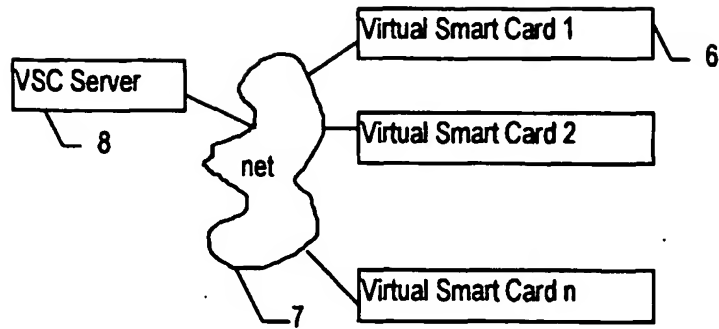 Virtual Smart Card 1
6
VSC Server
8
Virtual Smart Card 2
net
Virtual Smart Card n
7